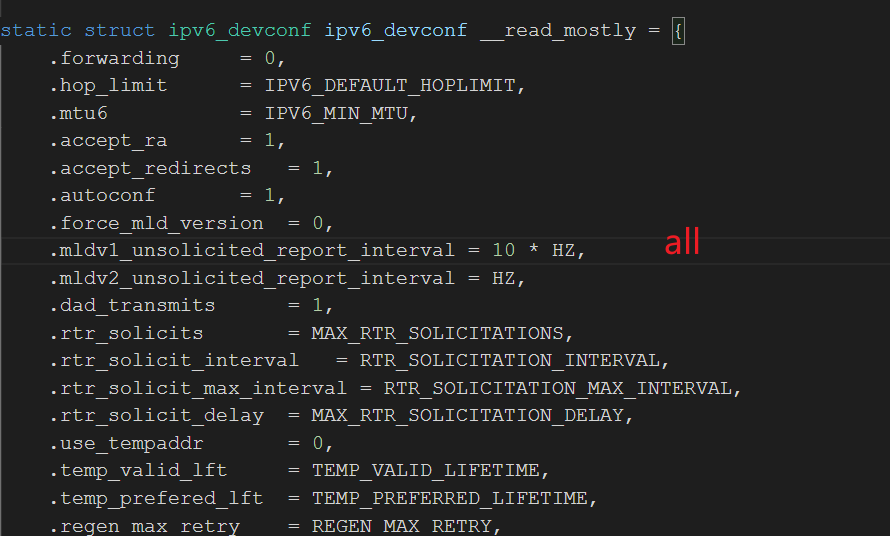 static struct ipv6_devconf ipv6_devconf __read_mostly = {
.forwarding = 0,
.hop_limit = IPV6_DEFAULT_HOPLIMIT,
.mtu6 = IPV6_MIN_MTU,
.accept_ra = 1,
.accept_redirects = 1,
.autoconf = 1,
.force_mld_version = 0,
.mldv1_unsolicited_report_interval = 10 * HZ, all
.mldv2_unsolicited_report_interval = HZ,
.dad_transmits = 1,
.rtr_solicits = MAX_RTR_SOLICITATIONS,
.rtr_solicit_interval = RTR_SOLICITATION_INTERVAL,
.rtr_solicit_max_interval = RTR_SOLICITATION_MAX_INTERVAL,
.rtr_solicit_delay = MAX_RTR_SOLICITATION_DELAY,
.use_tempaddr = 0,
.temp_valid_lft = TEMP_VALID_LIFETIME,
.temp_prefered_lft = TEMP_PREFERRED_LIFETIME,
.regen_max_retry = REGEN_MAX_RETRY,